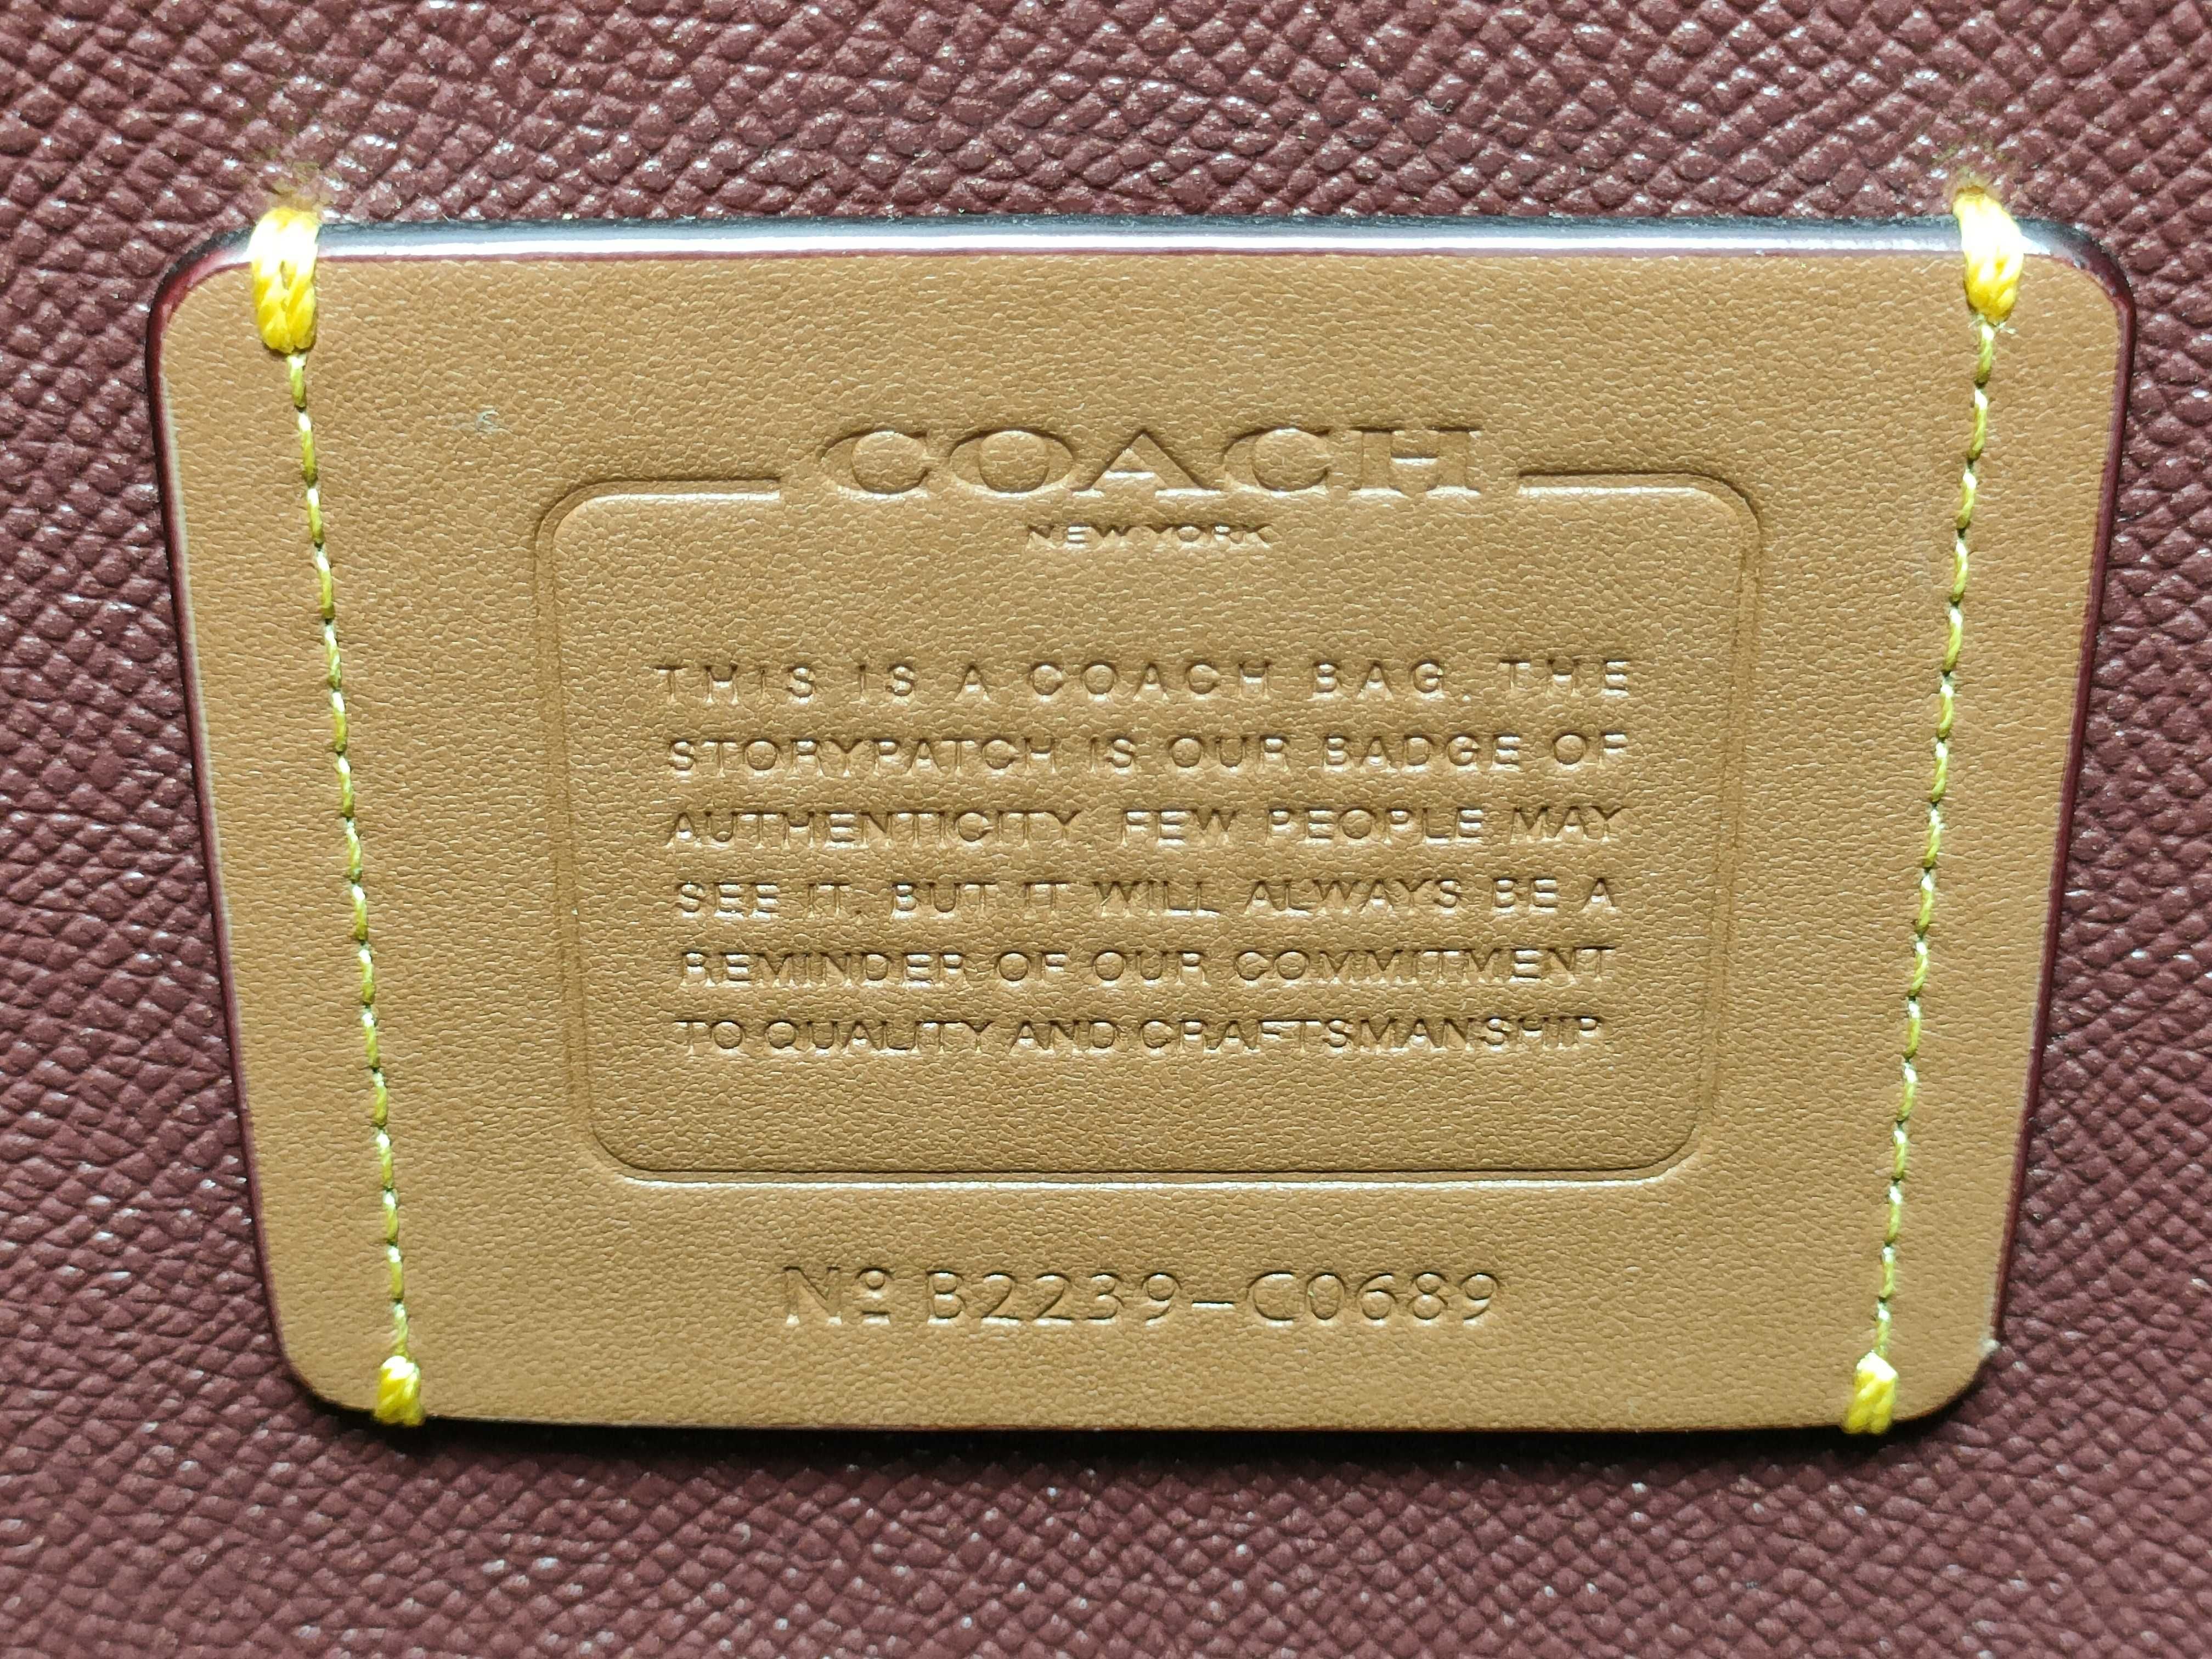 COACH
NEW YORK
THIS IS A COACH BAG. THE
STORYPATCH IS OUR BADGE OF
AUTHENTICITY. FEW PEOPLE MAY
SEE IT, BUT IT WILL ALWAYS BE A
REMINDER OF OUR COMMITMENT
TO QUALITY AND CRAFTSMANSHIP.
Nº B2239-C0689